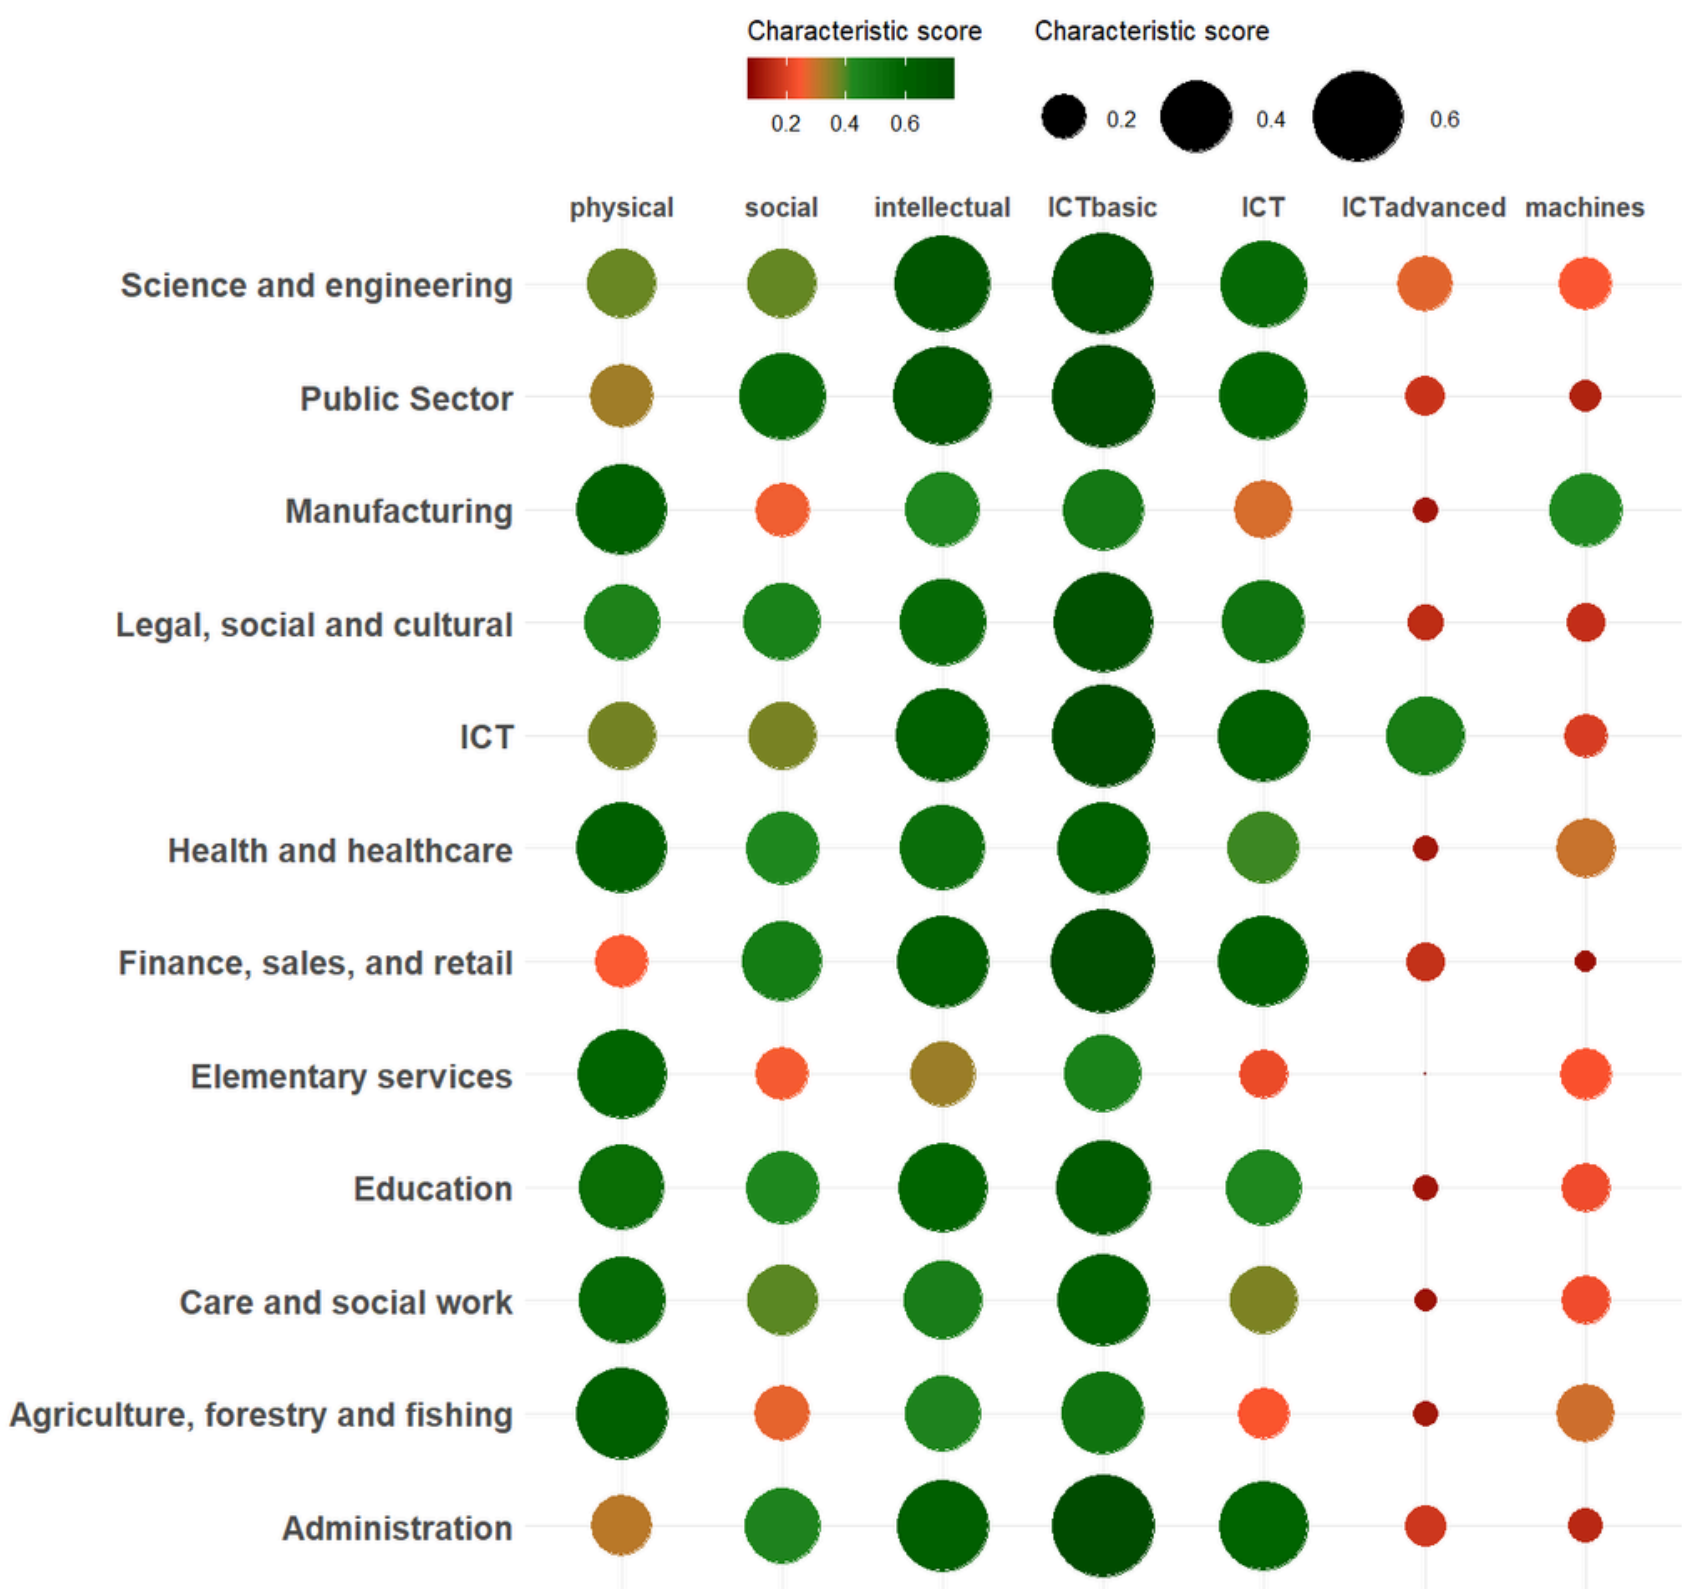 Characteristic score
Characteristic score
0.2 0.4 0.6
0.2 0.4 0.6
physical social intellectual ICTbasic ICT ICTadvanced machines
Science and engineering
Public Sector
Manufacturing
Legal, social and cultural
ICT
Health and healthcare
Finance, sales, and retail
Elementary services
Education
Care and social work
Agriculture, forestry and fishing
Administration